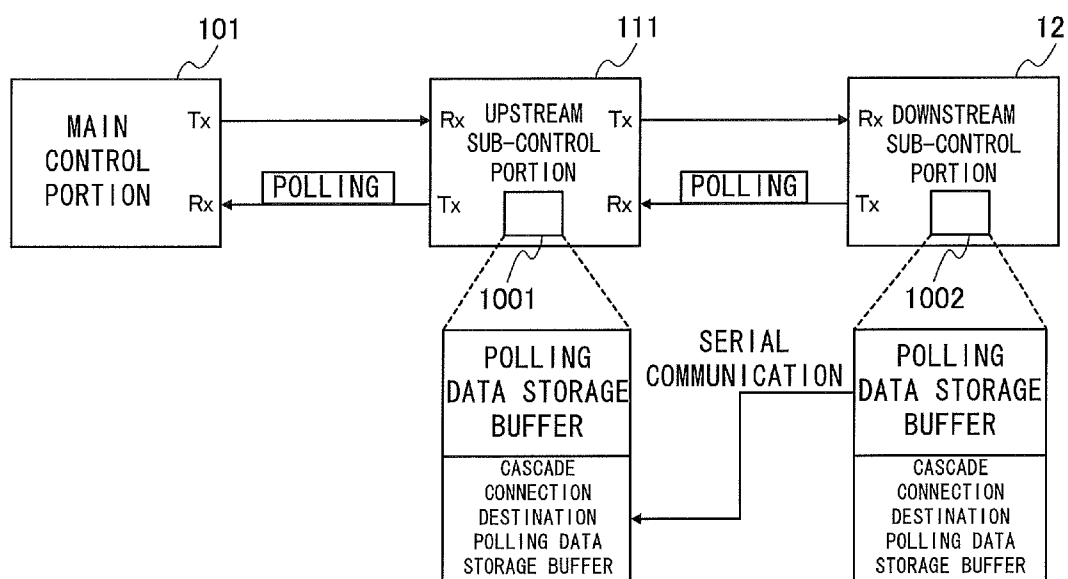 101
111
12
MAIN
CONTROL
PORTION
Tx
Rx
POLLING
Rx
UPSTREAM
SUB-CONTROL
PORTION
Tx
Tx
Rx
POLLING
Rx
DOWNSTREAM
SUB-CONTROL
PORTION
Tx
1001
1002
POLLING
DATA STORAGE
BUFFER
CASCADE
CONNECTION
DESTINATION
POLLING DATA
STORAGE BUFFER
SERIAL
COMMUNICATION
POLLING
DATA STORAGE
BUFFER
CASCADE
CONNECTION
DESTINATION
POLLING DATA
STORAGE BUFFER